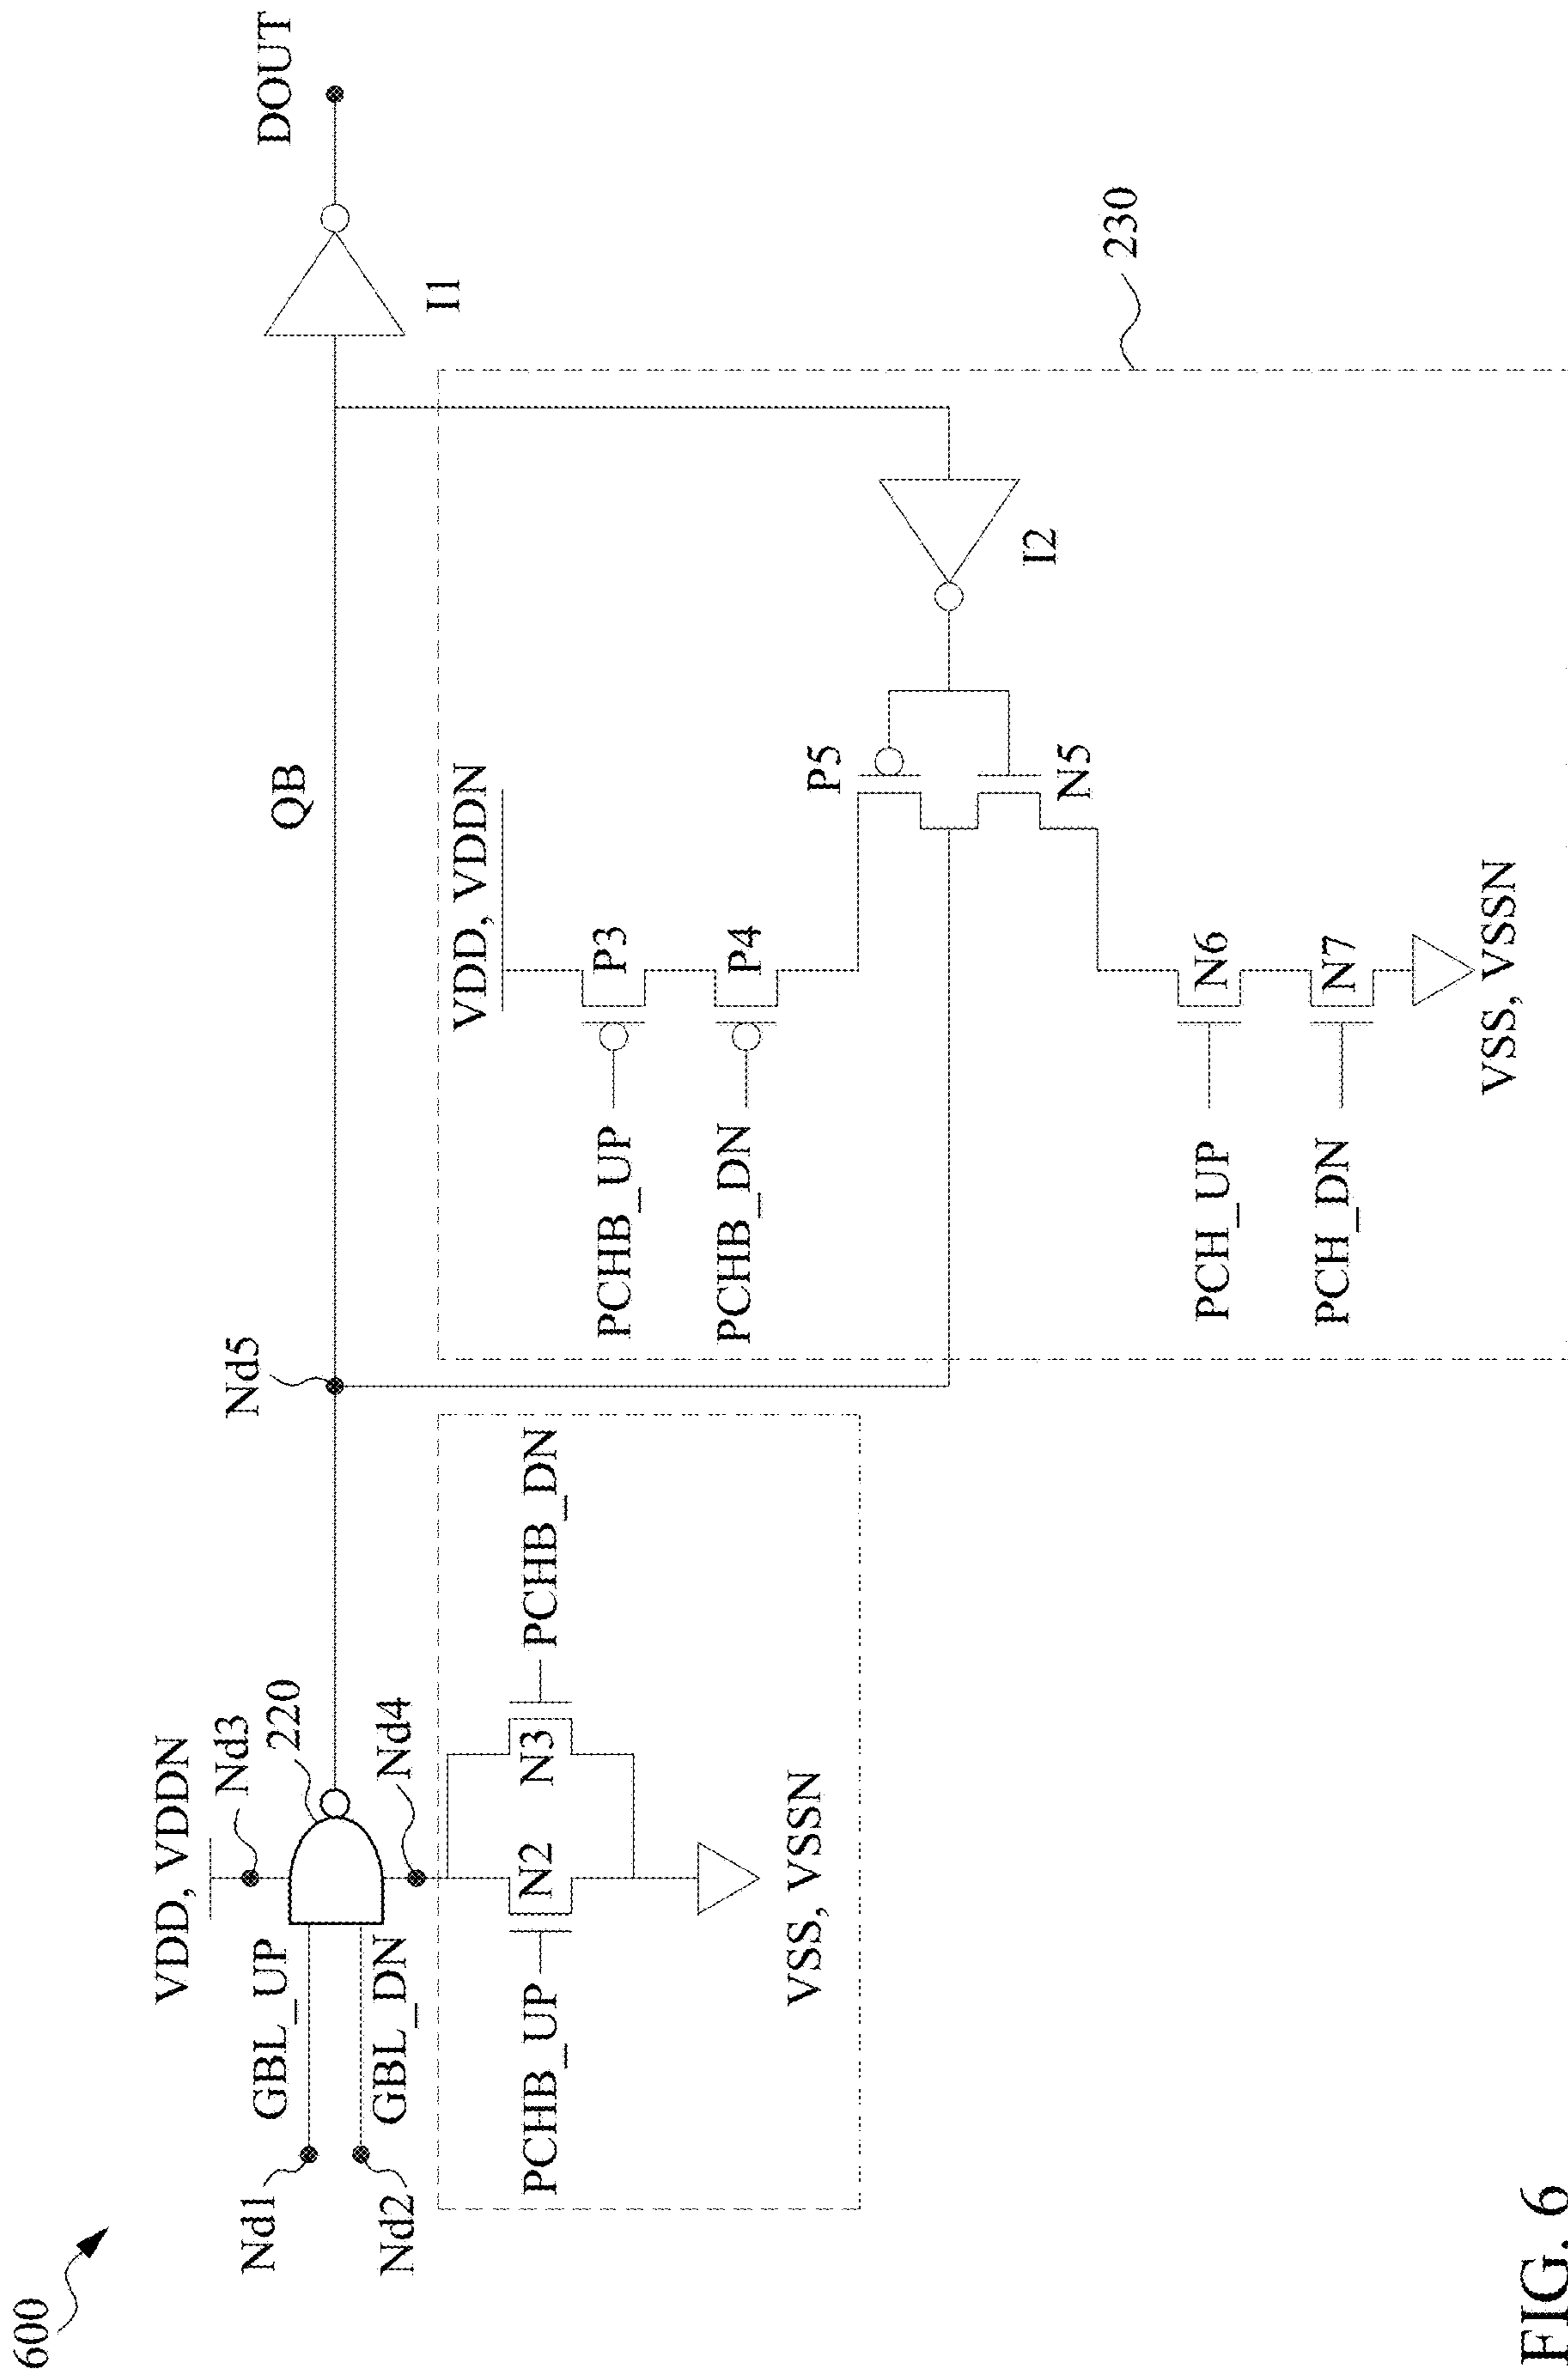 600
VDD, VDDN
Nd3
220
GBL_UP
GBL_DN
Nd1
Nd2
Nd4
PCHB_UP
N2
N3
PCHB_DN
VSS, VSSN
Nd5
QB
DOUT
I1
230
VDD, VDDN
PCHB_UP
P3
PCHB_DN
P4
P5
N5
I2
PCH_UP
N6
PCH_DN
N7
VSS, VSSN
FIG. 6